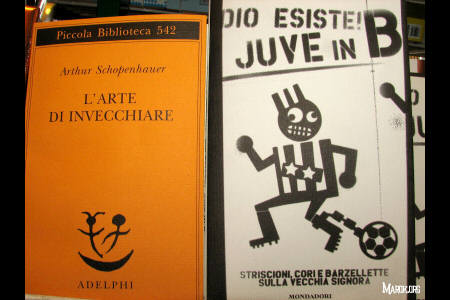 Piccola Biblioteca 542
Arthur Schopenhauer
L'ARTE
DI INVECCHIARE
ADELPHI
DIO ESISTE!
JUVE IN B
STRISCIONI, CORI E BARZELLETTE
SULLA VECCHIA SIGNORA
MONDADORI
Marok.org